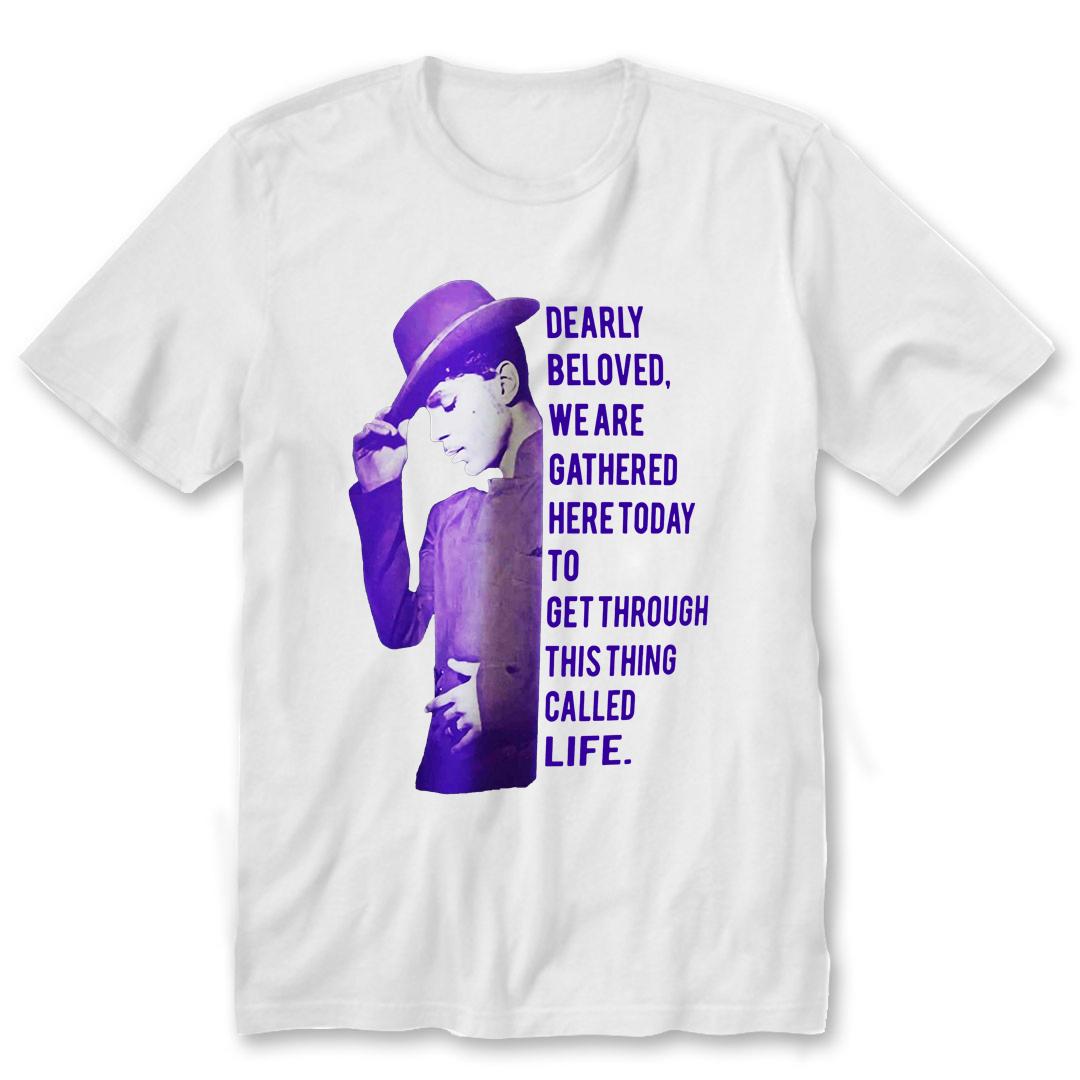 DEARLY
BELOVED,
WE ARE
GATHERED
HERE TODAY
TO
GET THROUGH
THIS THING
CALLED
LIFE.